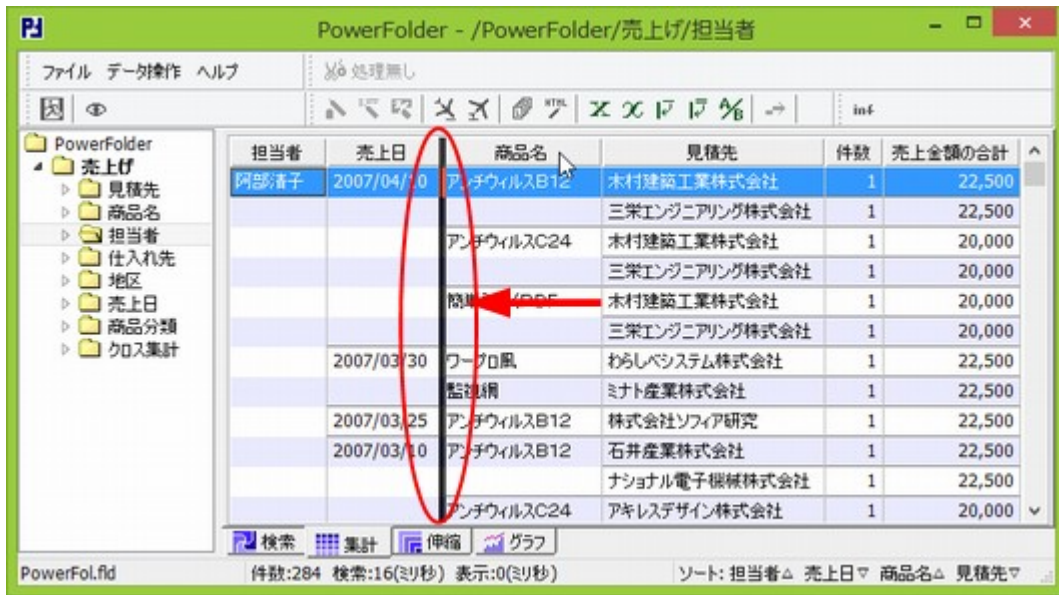 PowerFolder - /PowerFolder/売上げ/担当者
ファイル データ操作 ヘルプ 処理無し
inf
PowerFolder
売上げ
見積先
商品名
担当者
仕入れ先
地区
売上日
商品分類
クロス集計
担当者 売上日 商品名 見積先 件数 売上金額の合計
阿部清子 2007/04/10 アンチウィルスB12 木村建築工業株式会社 1 22,500
三栄エンジニアリング株式会社 1 22,500
アンチウィルスC24 木村建築工業株式会社 1 20,000
三栄エンジニアリング株式会社 1 20,000
木村建築工業株式会社 1 20,000
三栄エンジニアリング株式会社 1 20,000
2007/03/30 ワープロ風 わらしべシステム株式会社 1 22,500
監視網 ミナト産業株式会社 1 22,500
2007/03/25 アンチウィルスB12 株式会社ソフィア研究 1 22,500
2007/03/10 アンチウィルスB12 石井産業株式会社 1 22,500
ナショナル電子機械株式会社 1 22,500
アンチウィルスC24 アキレスデザイン株式会社 1 20,000
検索 集計 伸縮 グラフ
PowerFol.fld 件数:284 検索:16(ミリ秒) 表示:0(ミリ秒) ソート: 担当者△ 売上日▽ 商品名△ 見積先▽